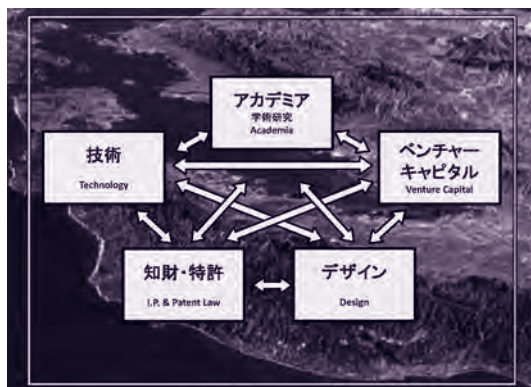 アカデミア
学術研究
Academia
技術
Technology
ベンチャー
キャピタル
Venture Capital
知財・特許
I.P. & Patent Law
デザイン
Design